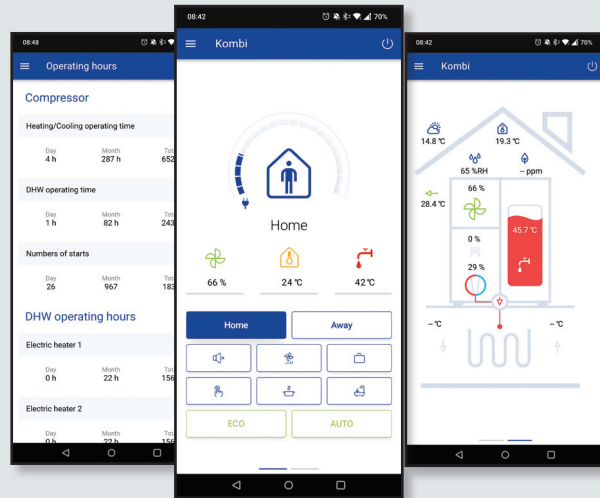 08:48
Operating hours
Compressor
Heating/Cooling operating time
Day Month
4 h 287 h
DHW operating time
Day Month
1 h 82 h
Numbers of starts
Day Month
26 967
DHW operating hours
Electric heater 1
Day Month
0 h 22 h
Electric heater 2
Day Month
0 h 22 h
08:42 70%
Kombi
Home
66 % 24 °C 42 °C
Home Away
ECO AUTO
08:42 70%
Kombi
14.8 °C 19.3 °C
65 %RH -- ppm
28.4 °C 66 %
45.7 °C
0 %
29 %
-- °C -- °C